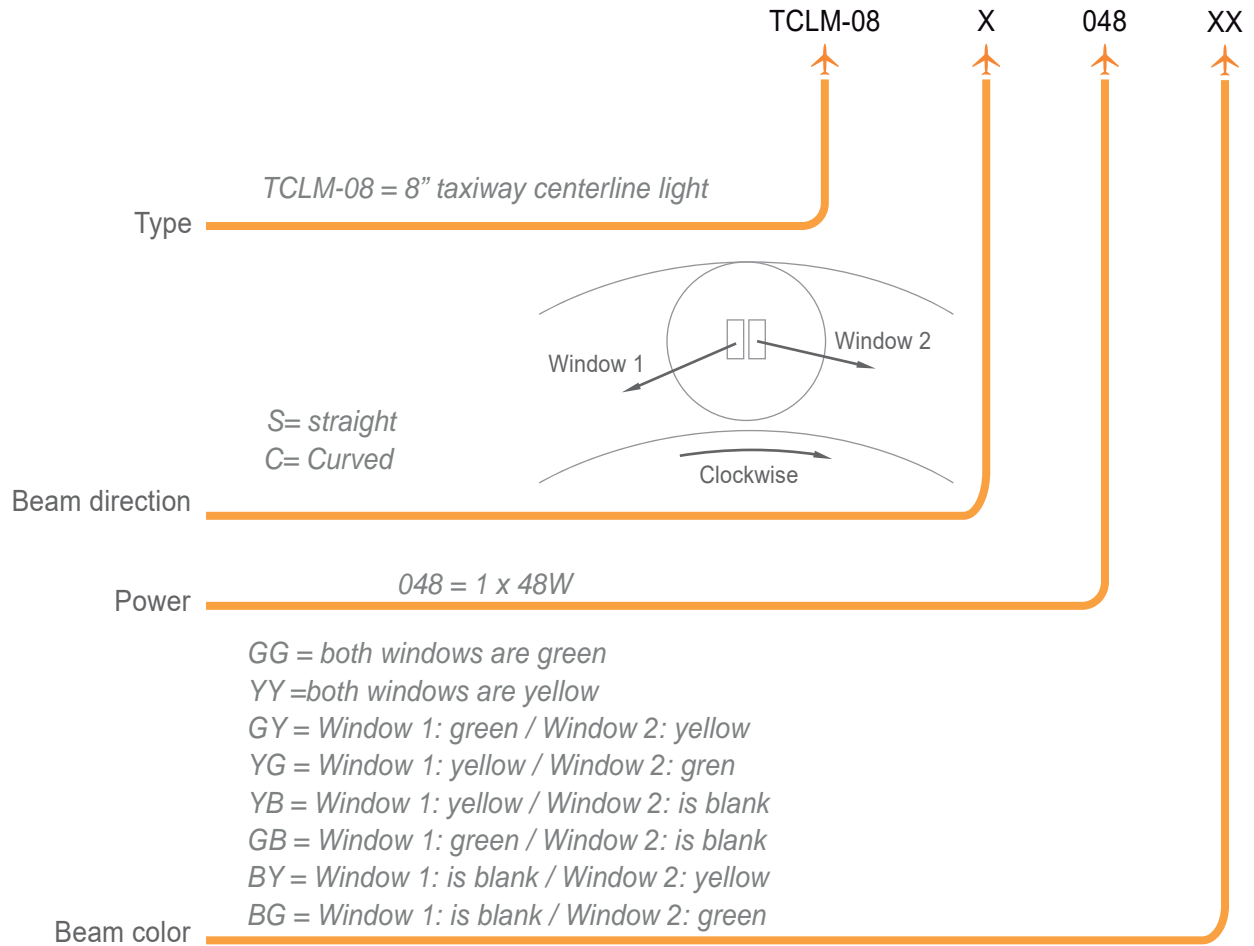 TCLM-08 X 048 XX
TCLM-08 = 8” taxiway centerline light
Type
Window 1
Window 2
Clockwise
S= straight
C= Curved
Beam direction
048 = 1 x 48W
Power
GG = both windows are green
YY =both windows are yellow
GY = Window 1: green / Window 2: yellow
YG = Window 1: yellow / Window 2: gren
YB = Window 1: yellow / Window 2: is blank
GB = Window 1: green / Window 2: is blank
BY = Window 1: is blank / Window 2: yellow
BG = Window 1: is blank / Window 2: green
Beam color